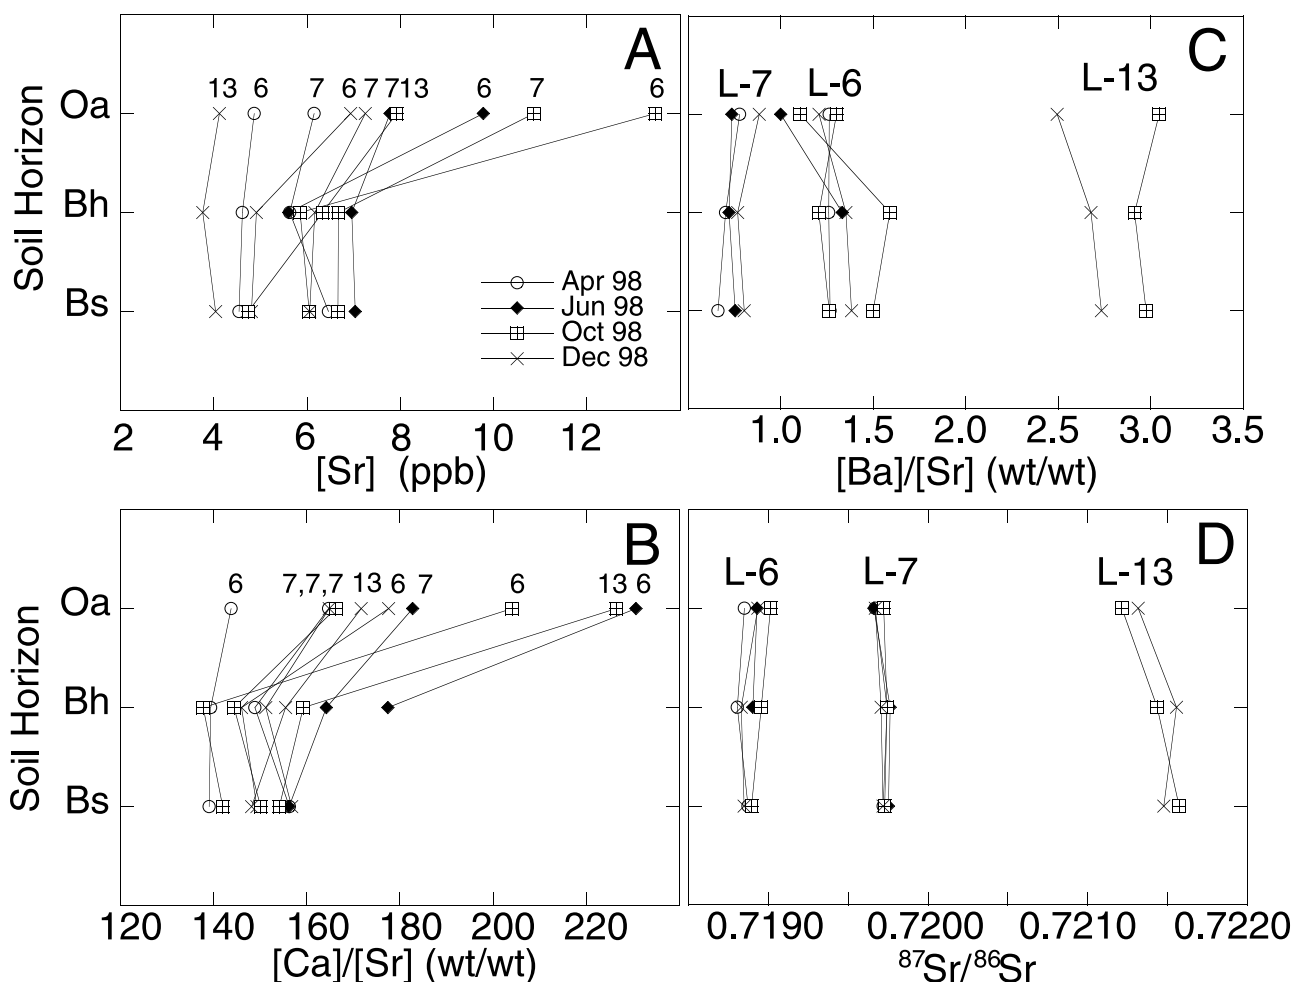 A
13 6 7 6 7 7 13 6 7 6
Soil Horizon
Oa
Bh
Bs
Apr 98
Jun 98
Oct 98
Dec 98
2 4 6 8 10 12
[Sr] (ppb)
C
L-7 L-6 L-13
1.0 1.5 2.0 2.5 3.0 3.5
[Ba]/[Sr] (wt/wt)
B
6 7,7,7 13 6 7 6 13 6
Soil Horizon
Oa
Bh
Bs
120 140 160 180 200 220
[Ca]/[Sr] (wt/wt)
D
L-6 L-7 L-13
0.7190 0.7200 0.7210 0.7220
⁸⁷Sr/⁸⁶Sr